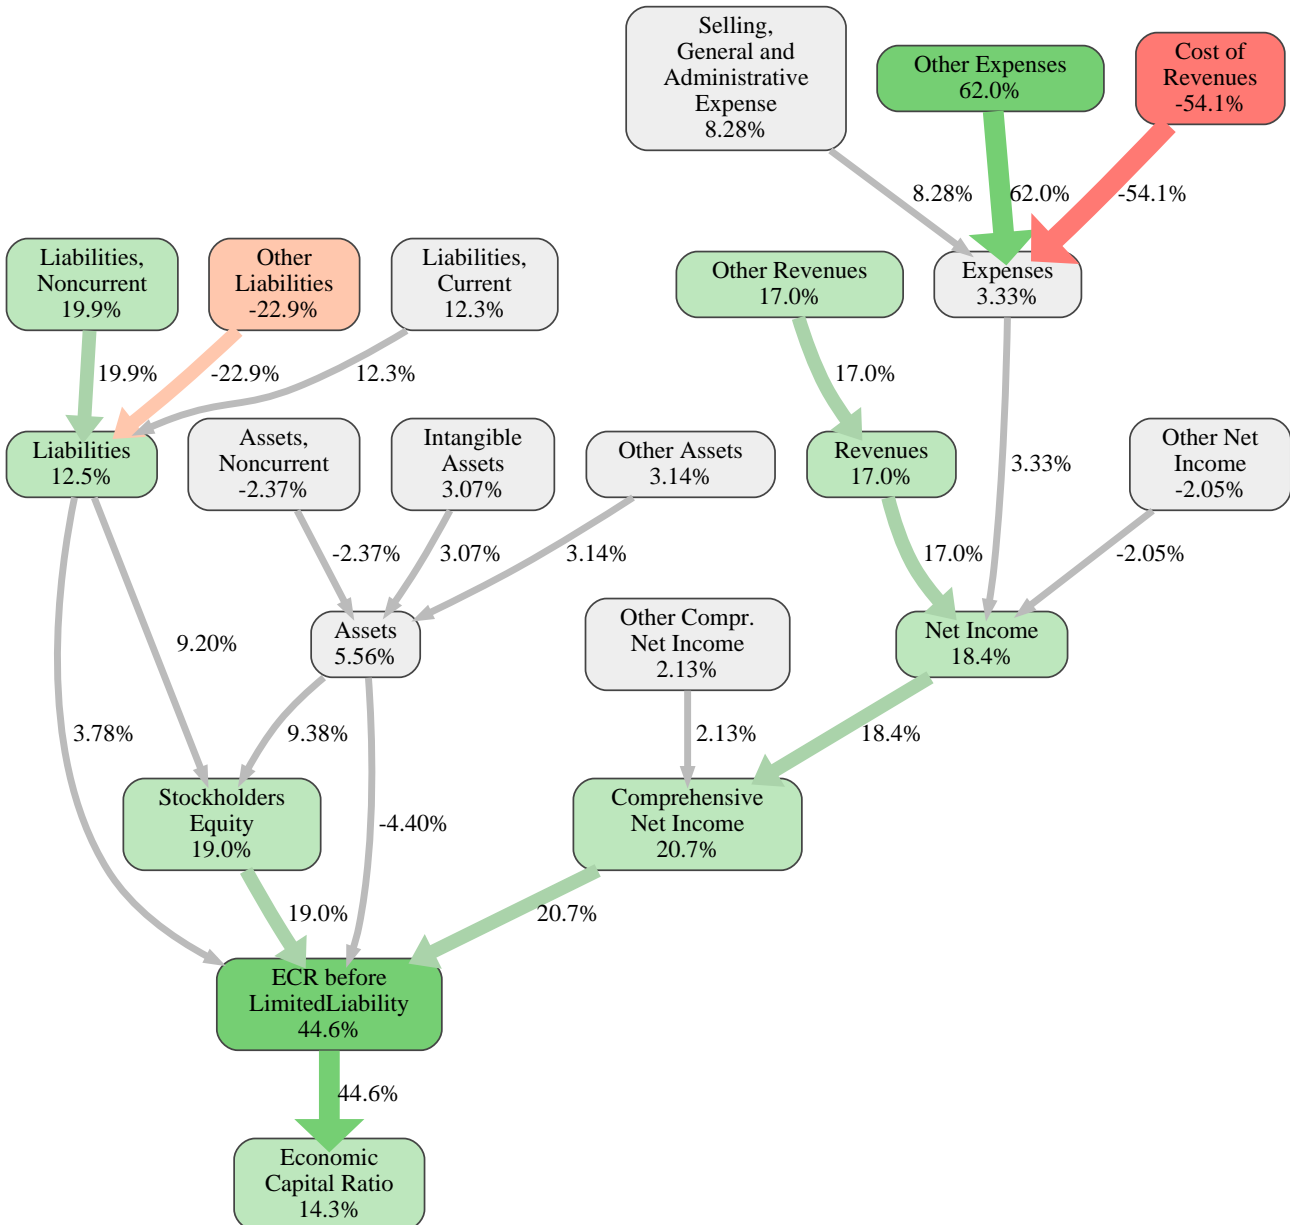 Selling,
General and
Administrative
Expense
8.28%
Other Expenses
62.0%
Cost of
Revenues
-54.1%
8.28%
62.0%
-54.1%
Liabilities,
Noncurrent
19.9%
Other
Liabilities
-22.9%
Liabilities,
Current
12.3%
Other Revenues
17.0%
Expenses
3.33%
19.9%
-22.9%
12.3%
17.0%
Liabilities
12.5%
Assets,
Noncurrent
-2.37%
Intangible
Assets
3.07%
Other Assets
3.14%
Revenues
17.0%
3.33%
Other Net
Income
-2.05%
-2.37%
3.07%
3.14%
17.0%
-2.05%
9.20%
Assets
5.56%
Other Compr.
Net Income
2.13%
Net Income
18.4%
3.78%
9.38%
2.13%
18.4%
Stockholders
Equity
19.0%
-4.40%
Comprehensive
Net Income
20.7%
19.0%
20.7%
ECR before
LimitedLiability
44.6%
44.6%
Economic
Capital Ratio
14.3%